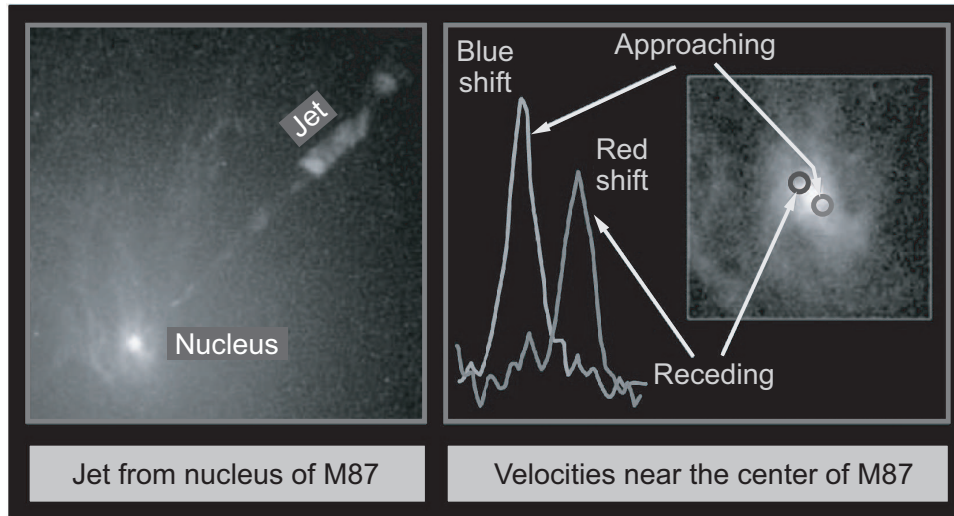 Jet
Nucleus
Jet from nucleus of M87
Approaching
Blue
shift
Red
shift
Receding
Velocities near the center of M87